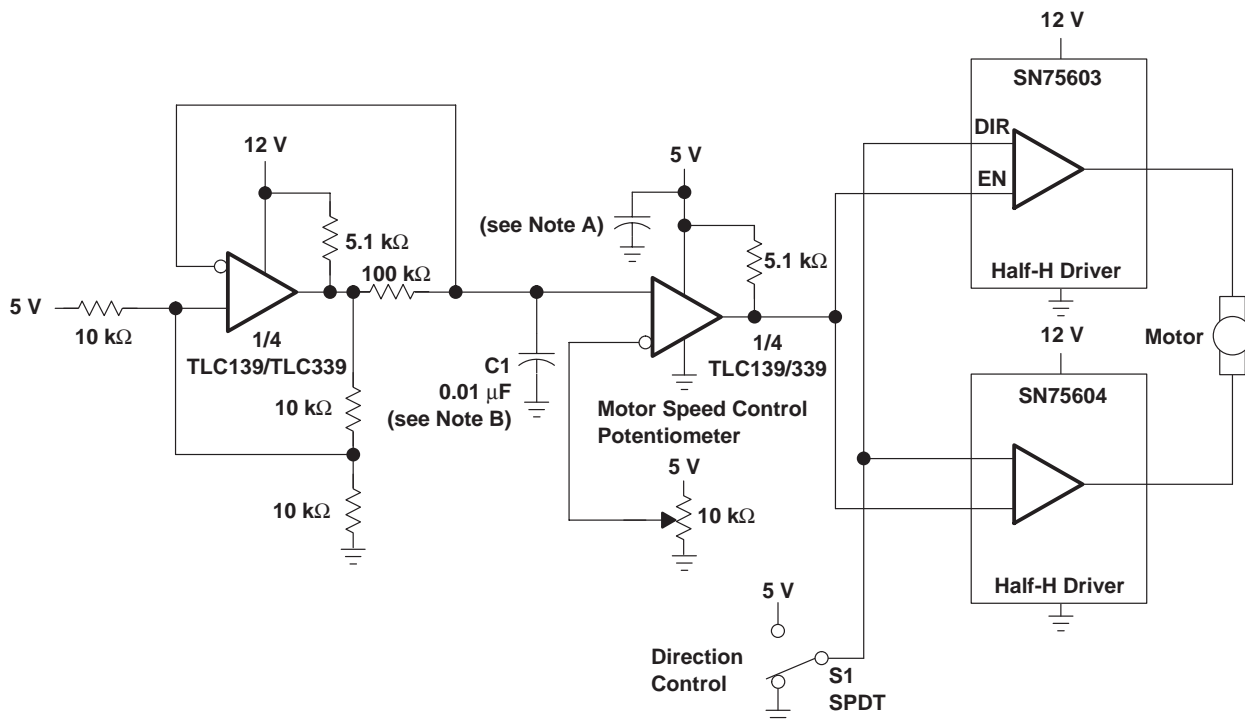 12 V
SN75603
DIR
EN
Half-H Driver
12 V
5.1 kΩ
100 kΩ
5 V
10 kΩ
1/4
TLC139/TLC339
10 kΩ
10 kΩ
C1
0.01 μF
(see Note B)
5 V
(see Note A)
5.1 kΩ
1/4
TLC139/339
Motor Speed Control
Potentiometer
5 V
10 kΩ
Motor
12 V
SN75604
Half-H Driver
5 V
Direction
Control
S1
SPDT